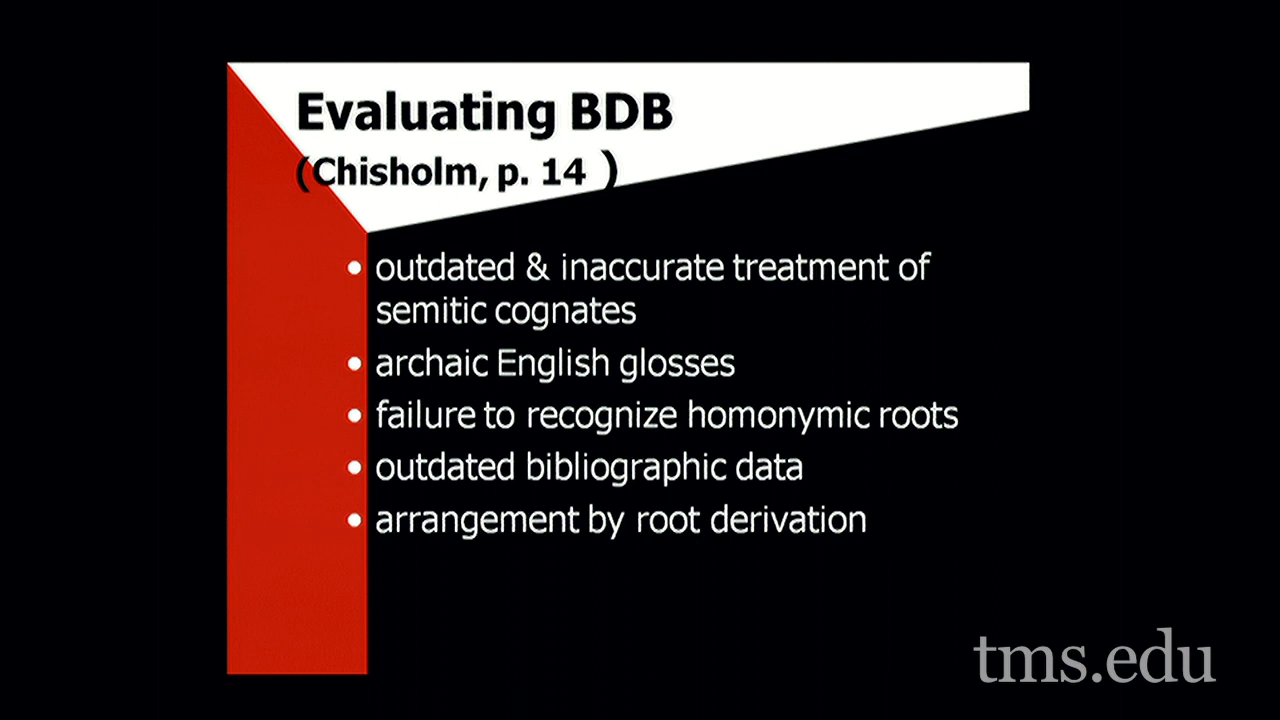 Evaluating BDB
(Chisholm, p. 14 )
• outdated & inaccurate treatment of
semitic cognates
• archaic English glosses
• failure to recognize homonymic roots
• outdated bibliographic data
• arrangement by root derivation
tms.edu